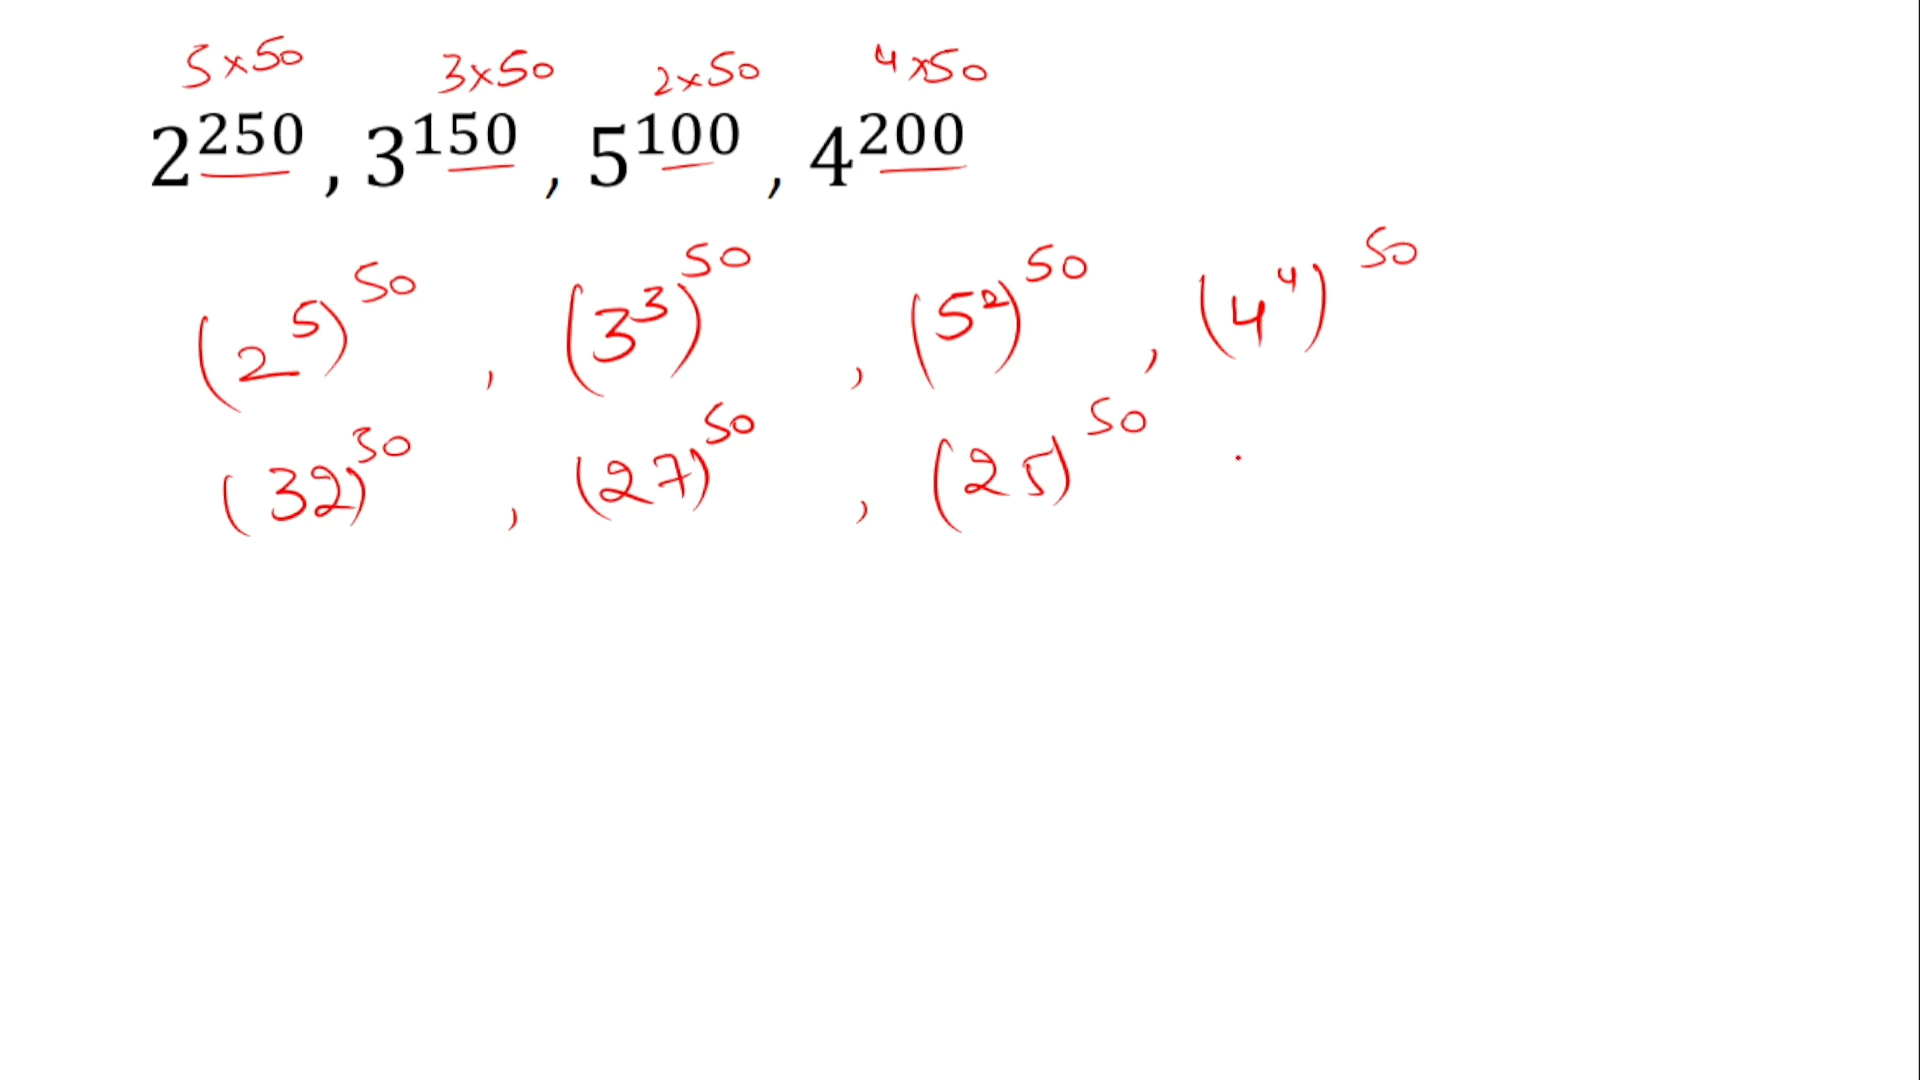 5×50 3×50 2×50 4×50
2^250 , 3^150 , 5^100 , 4^200
(2^5)^50 , (3^3)^50 , (5^2)^50 , (4^4)^50
(32)^50 , (27)^50 , (25)^50 .